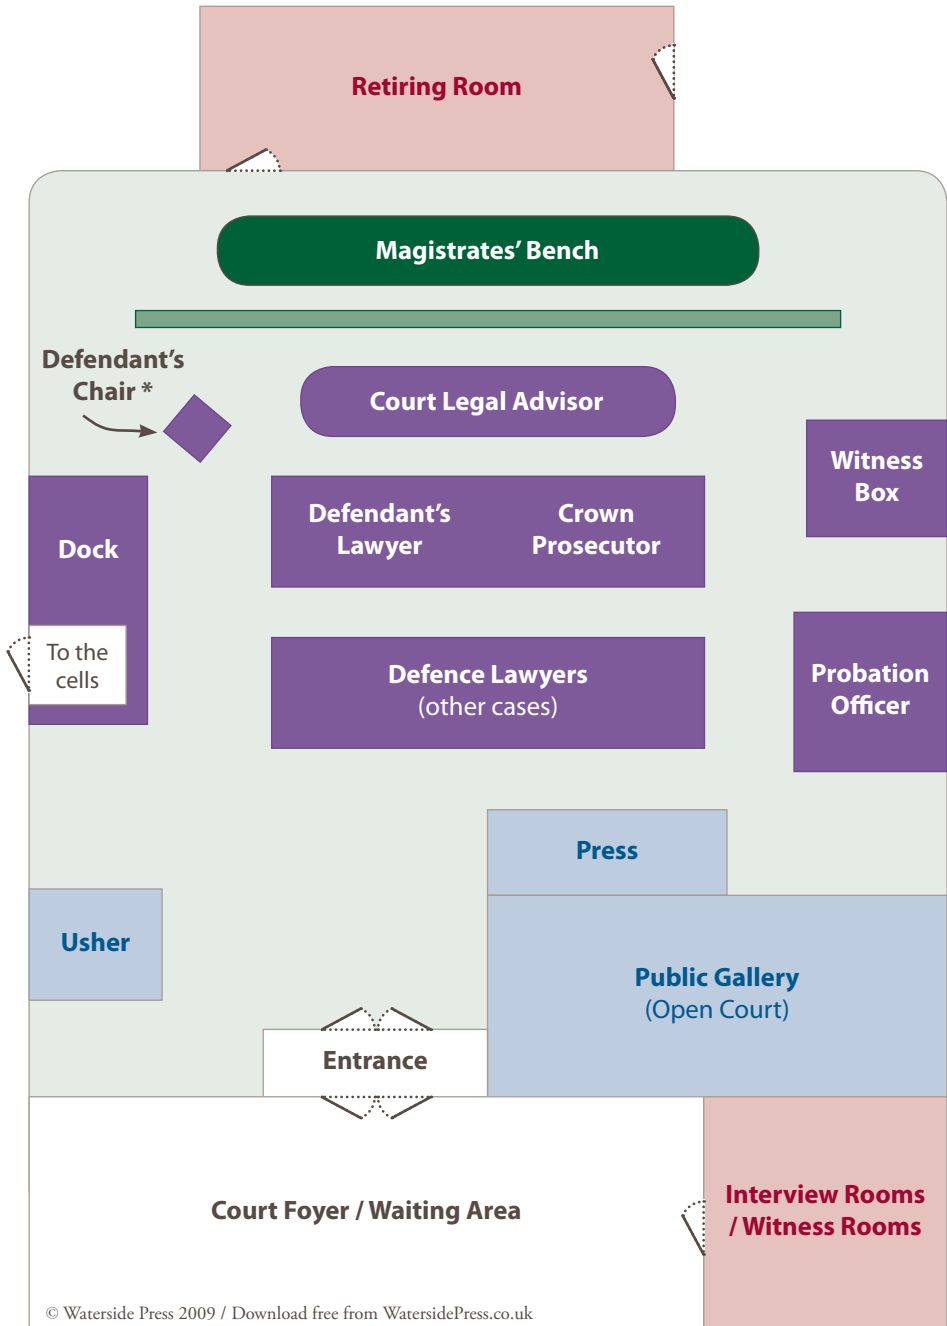 Retiring Room
Magistrates’ Bench
Defendant’s
Chair *
Court Legal Advisor
Witness
Box
Defendant’s
Lawyer
Crown
Prosecutor
Dock
To the
cells
Defence Lawyers
(other cases)
Probation
Officer
Press
Usher
Public Gallery
(Open Court)
Entrance
Court Foyer / Waiting Area
Interview Rooms
/ Witness Rooms
© Waterside Press 2009 / Download free from WatersidePress.co.uk